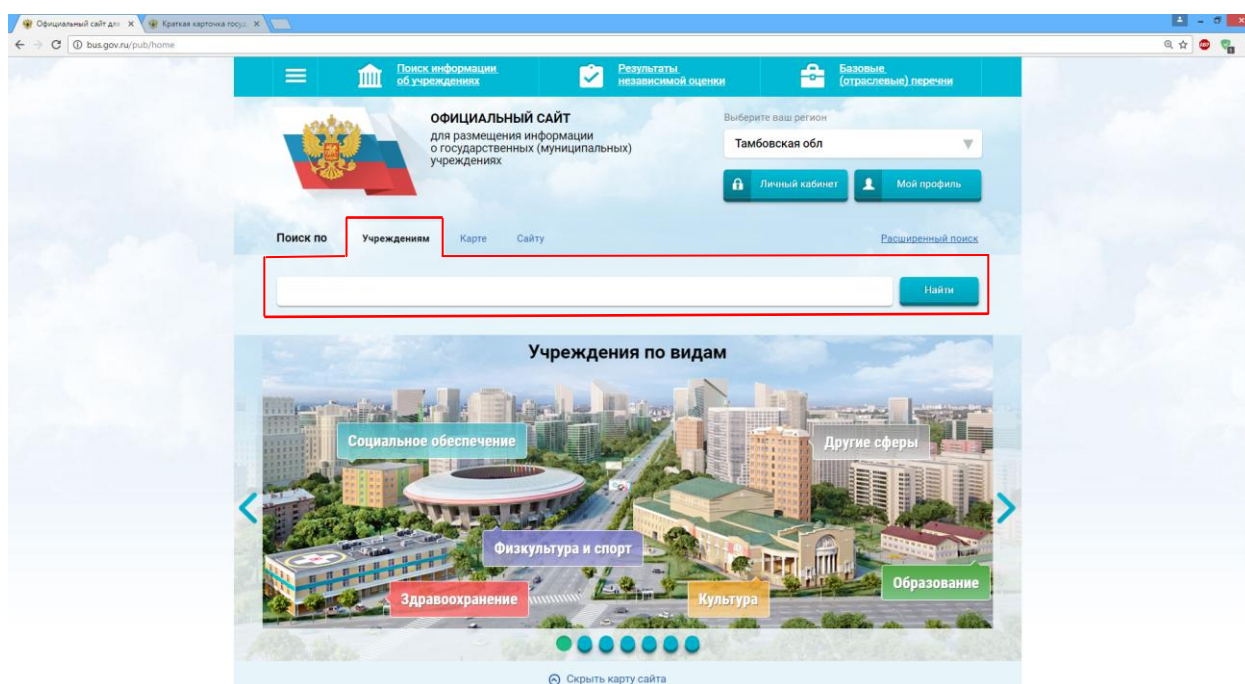 Официальный сайт для
Краткая карточка госуд
bus.gov.ru/pub/home
Поиск информации
об учреждениях
Результаты
независимой оценки
Базовые
(отраслевые) перечни
ОФИЦИАЛЬНЫЙ САЙТ
для размещения информации
о государственных (муниципальных)
учреждениях
Выберите ваш регион
Тамбовская обл
Личный кабинет
Мой профиль
Поиск по
Учреждениям
Карте
Сайту
Расширенный поиск
Найти
Учреждения по видам
Социальное обеспечение
Другие сферы
Физкультура и спорт
Образование
Здравоохранение
Культура
Скрыть карту сайта